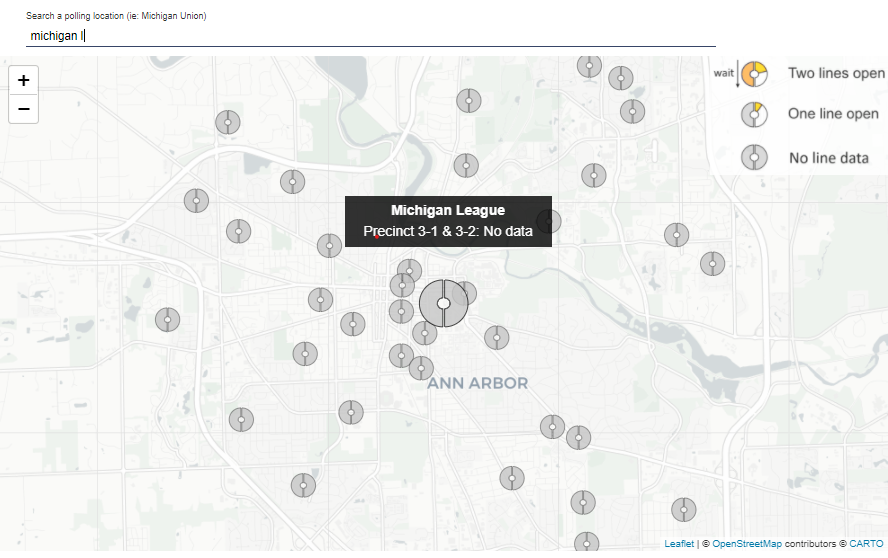 Search a polling location (ie: Michigan Union)
michigan l
+
−
wait
Two lines open
One line open
No line data
Michigan League
Precinct 3-1 & 3-2: No data
ANN ARBOR
Leaflet | © OpenStreetMap contributors © CARTO